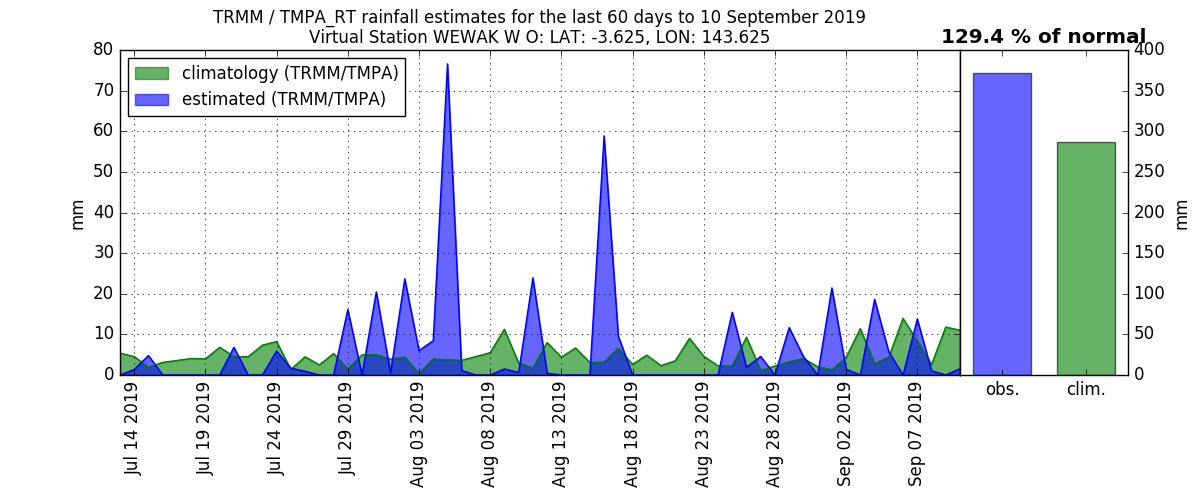 TRMM / TMPA_RT rainfall estimates for the last 60 days to 10 September 2019
Virtual Station WEWAK W O: LAT: -3.625, LON: 143.625
129.4 % of normal
climatology (TRMM/TMPA)
estimated (TRMM/TMPA)
80
70
60
50
40
30
20
10
0
mm
400
350
300
250
200
150
100
50
0
mm
Jul 14 2019
Jul 19 2019
Jul 24 2019
Jul 29 2019
Aug 03 2019
Aug 08 2019
Aug 13 2019
Aug 18 2019
Aug 23 2019
Aug 28 2019
Sep 02 2019
Sep 07 2019
obs.
clim.